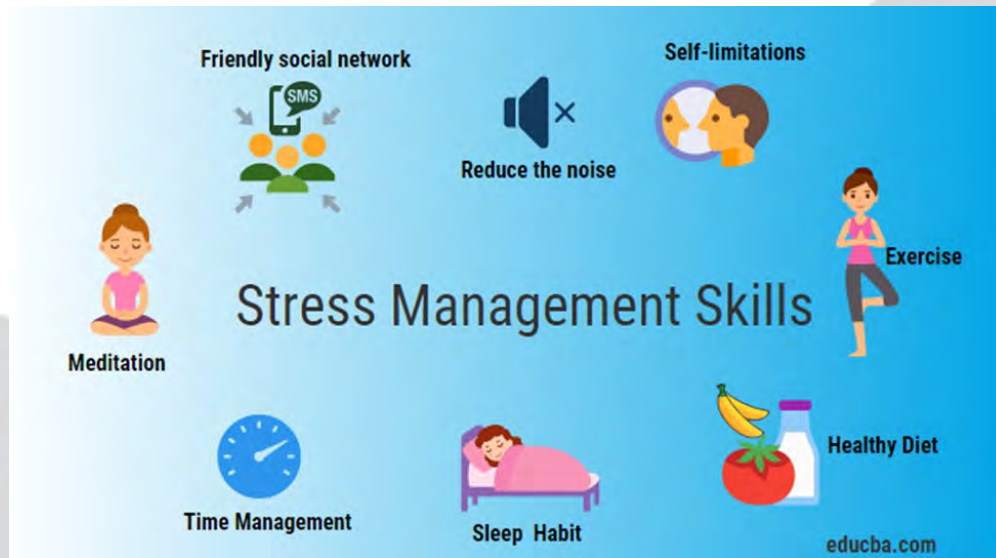 Friendly social network
SMS
Reduce the noise
Self-limitations
Exercise
Stress Management Skills
Meditation
Healthy Diet
Time Management
Sleep Habit
educba.com